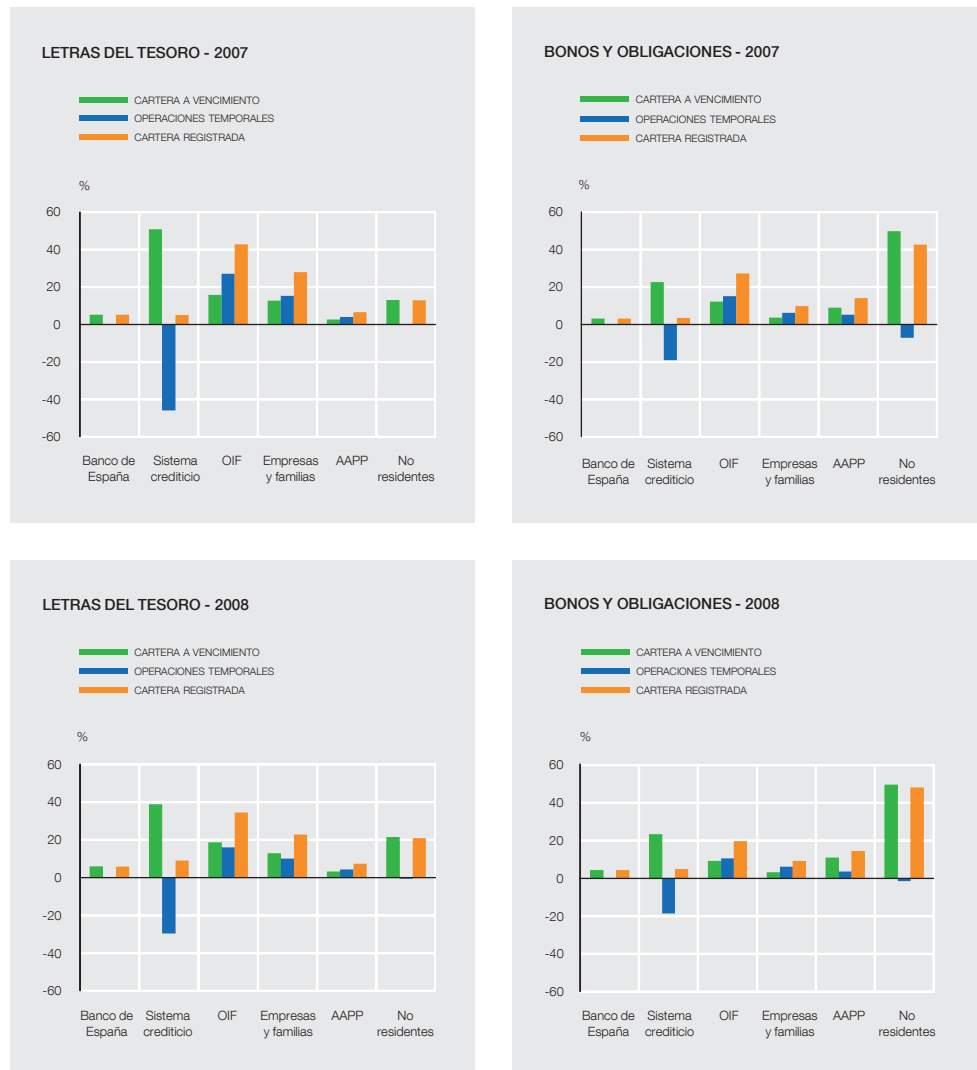 LETRAS DEL TESORO - 2007
CARTERA A VENCIMIENTO
OPERACIONES TEMPORALES
CARTERA REGISTRADA
%
60
40
20
0
-20
-40
-60
Banco de España
Sistema crediticio
OIF
Empresas y familias
AAPP
No residentes
BONOS Y OBLIGACIONES - 2007
CARTERA A VENCIMIENTO
OPERACIONES TEMPORALES
CARTERA REGISTRADA
%
60
40
20
0
-20
-40
-60
Banco de España
Sistema crediticio
OIF
Empresas y familias
AAPP
No residentes
LETRAS DEL TESORO - 2008
CARTERA A VENCIMIENTO
OPERACIONES TEMPORALES
CARTERA REGISTRADA
%
60
40
20
0
-20
-40
-60
Banco de España
Sistema crediticio
OIF
Empresas y familias
AAPP
No residentes
BONOS Y OBLIGACIONES - 2008
CARTERA A VENCIMIENTO
OPERACIONES TEMPORALES
CARTERA REGISTRADA
%
60
40
20
0
-20
-40
-60
Banco de España
Sistema crediticio
OIF
Empresas y familias
AAPP
No residentes